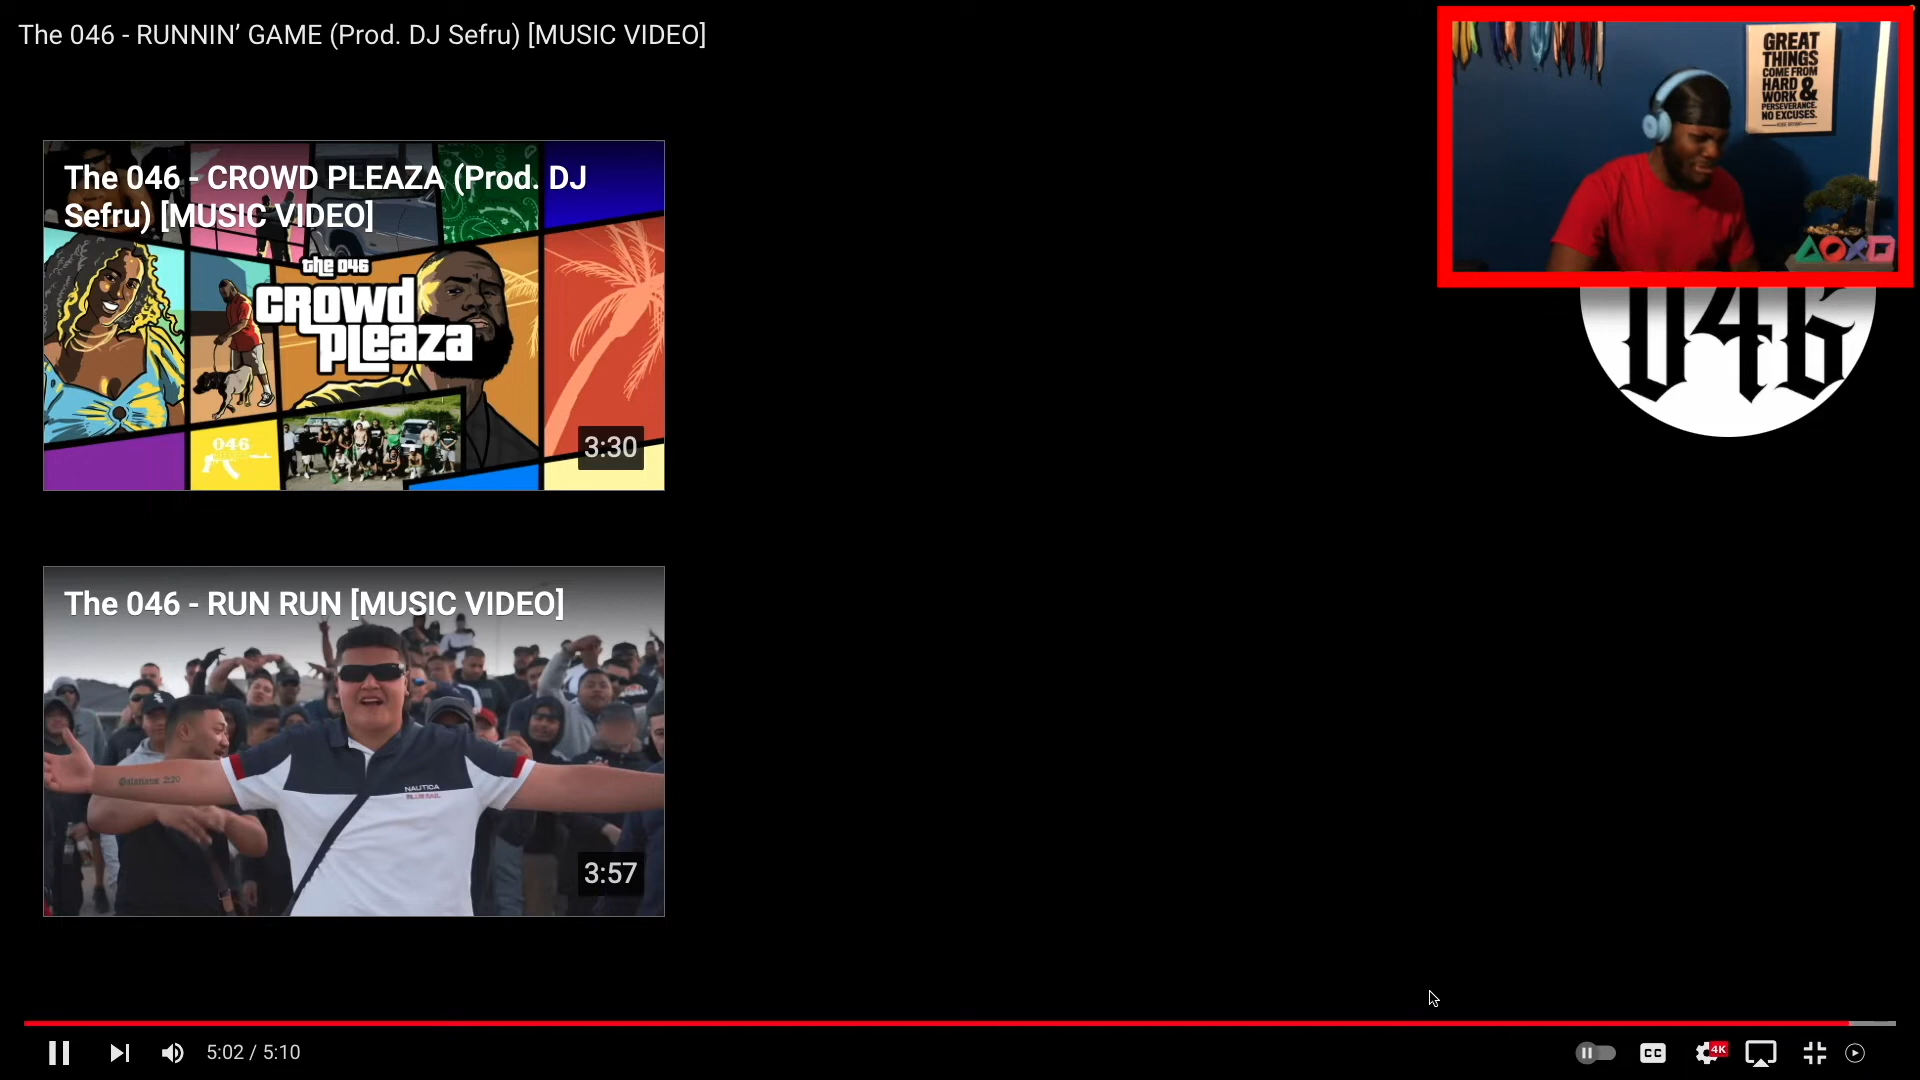 The 046 - RUNNIN’ GAME (Prod. DJ Sefru) [MUSIC VIDEO]
GREAT
THINGS
COME FROM
HARD &
WORK
PERSEVERANCE.
NO EXCUSES.
The 046 - CROWD PLEAZA (Prod. DJ
Sefru) [MUSIC VIDEO]
the 046
CROWD
PLEAZA
046
3:30
046
The 046 - RUN RUN [MUSIC VIDEO]
NAUTICA
3:57
5:02 / 5:10
CC
4K